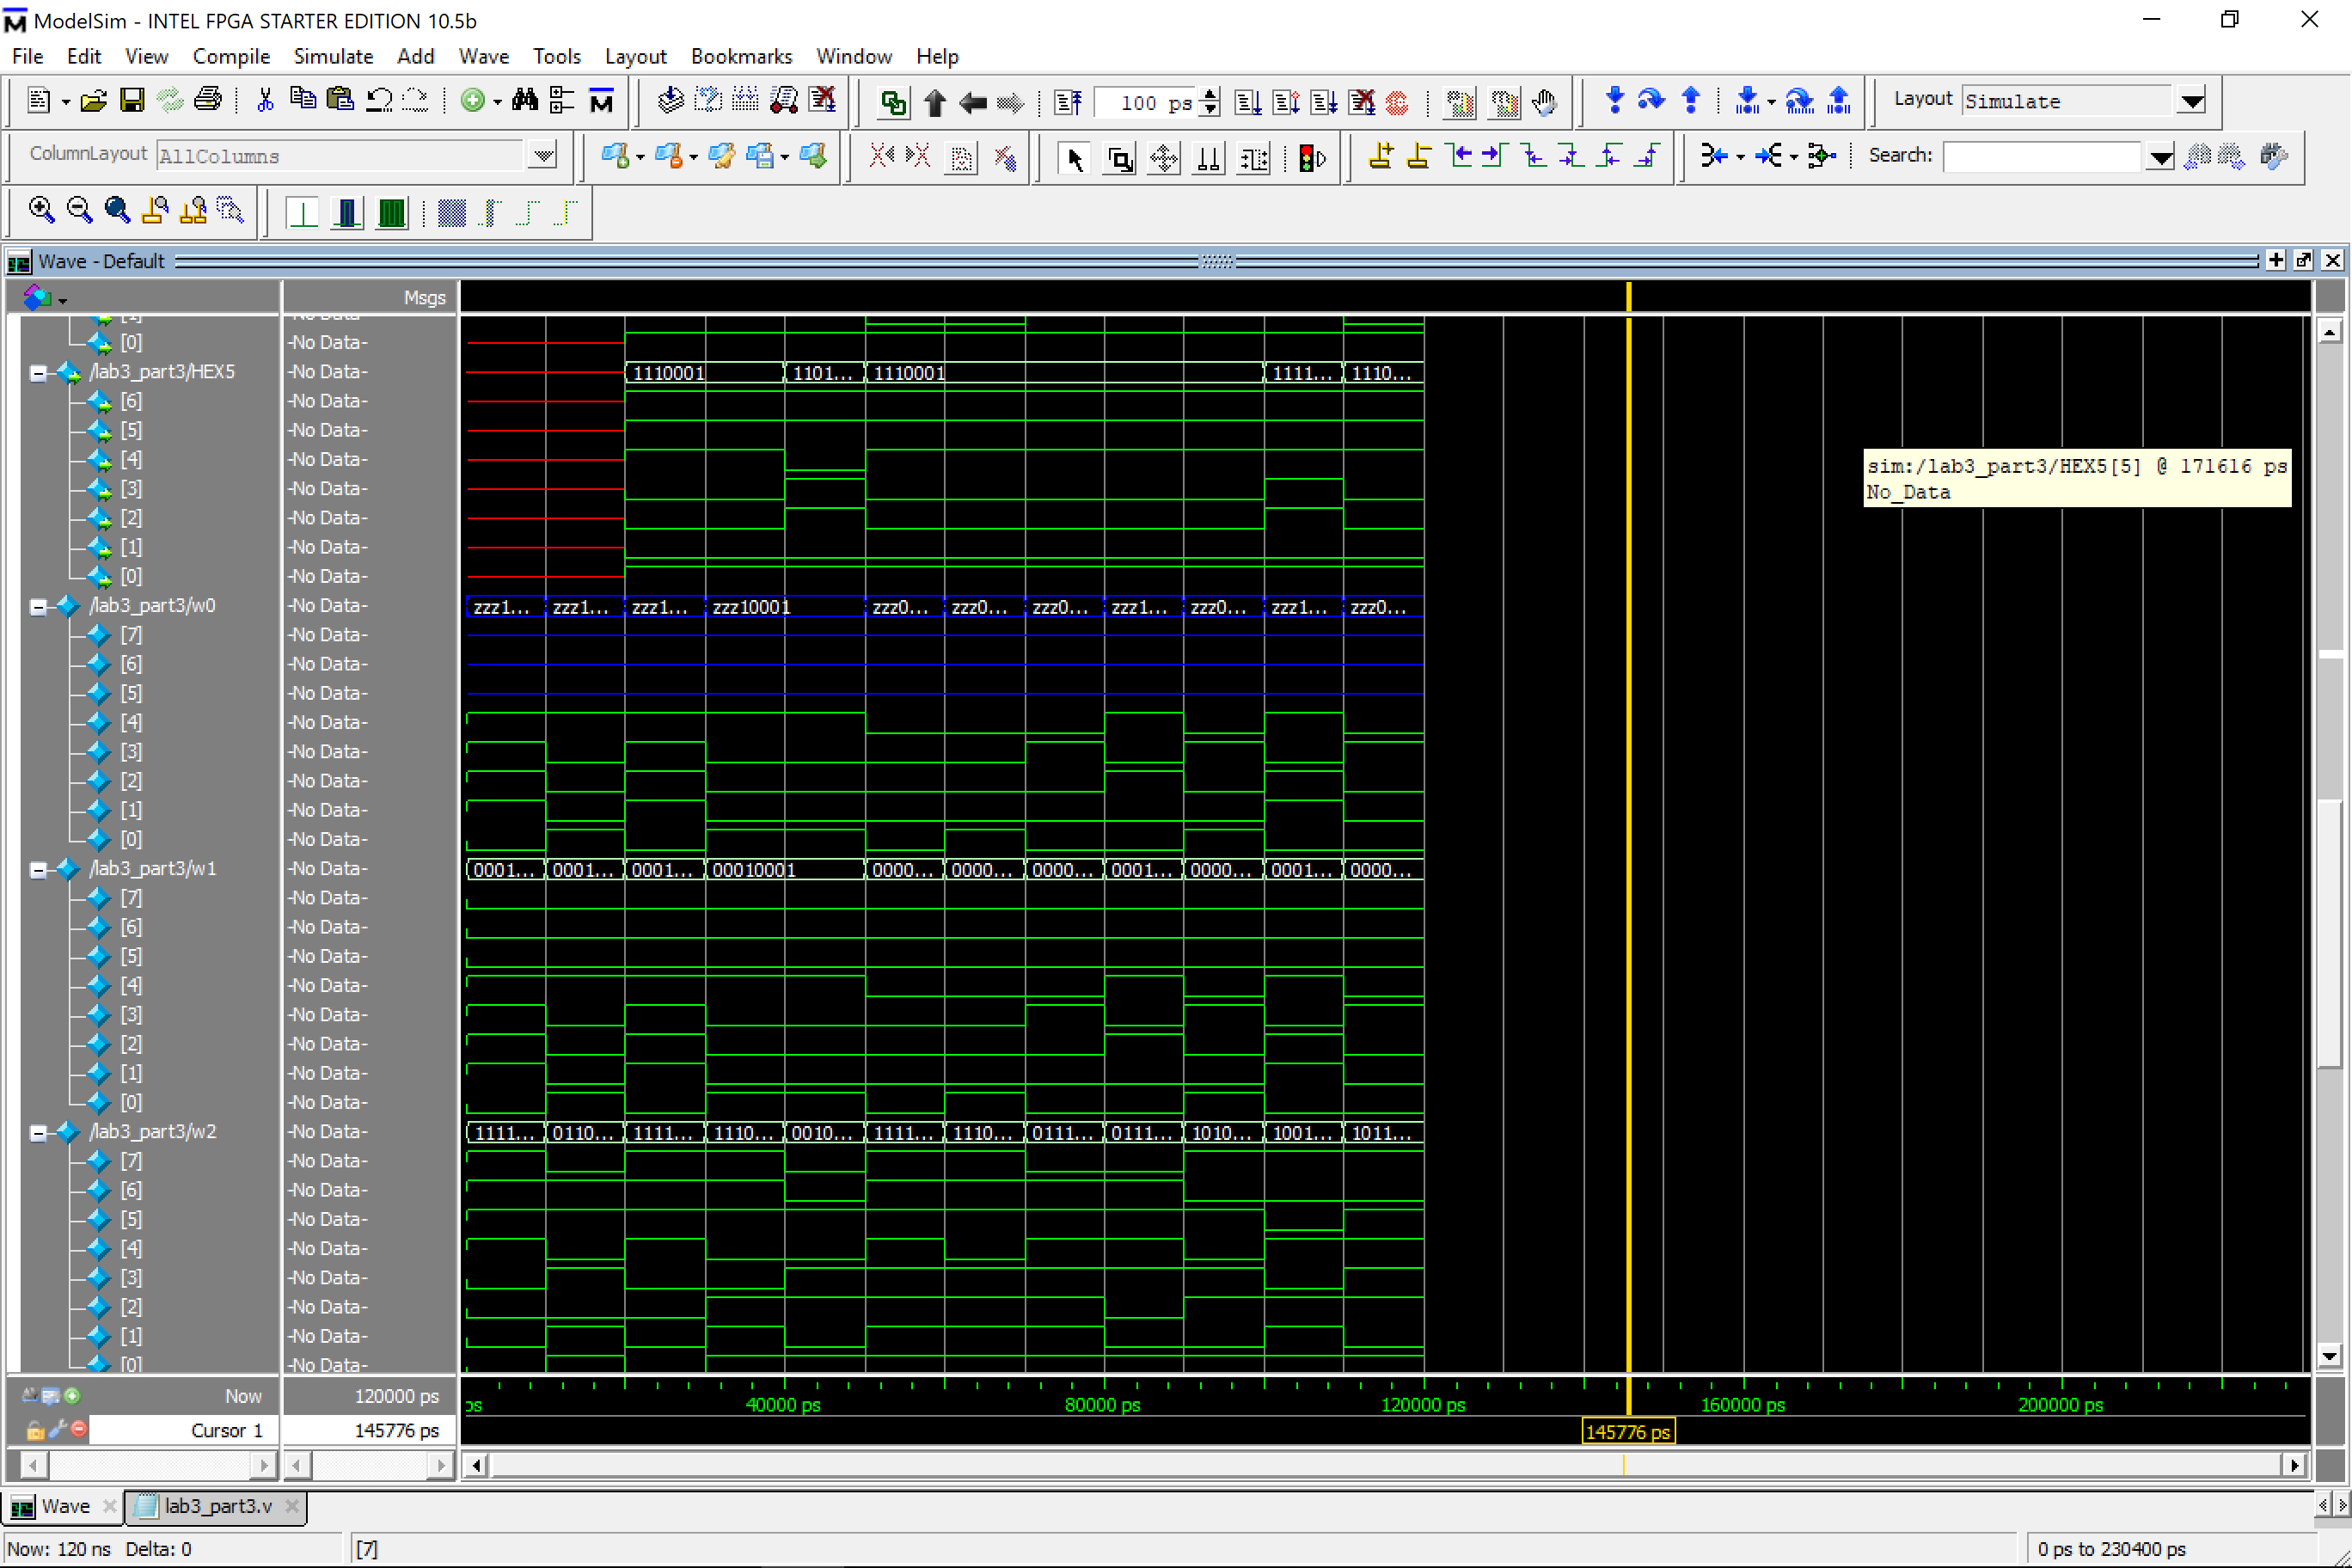 ModelSim - INTEL FPGA STARTER EDITION 10.5b
File Edit View Compile Simulate Add Wave Tools Layout Bookmarks Window Help
100 ps
Layout Simulate
ColumnLayout AllColumns
Search:
Wave - Default
Msgs
[0] -No Data-
/lab3_part3/HEX5 -No Data- 1110001 1101... 1110001 1111... 1110...
[6] -No Data-
[5] -No Data-
[4] -No Data-
[3] -No Data-
[2] -No Data-
[1] -No Data-
[0] -No Data-
sim:/lab3_part3/HEX5[5] @ 171616 ps
No_Data
/lab3_part3/w0 -No Data- zzz1... zzz1... zzz1... zzz10001 zzz0... zzz0... zzz0... zzz1... zzz0... zzz1... zzz0...
[7] -No Data-
[6] -No Data-
[5] -No Data-
[4] -No Data-
[3] -No Data-
[2] -No Data-
[1] -No Data-
[0] -No Data-
/lab3_part3/w1 -No Data- 0001... 0001... 0001... 00010001 0000... 0000... 0000... 0001... 0000... 0001... 0000...
[7] -No Data-
[6] -No Data-
[5] -No Data-
[4] -No Data-
[3] -No Data-
[2] -No Data-
[1] -No Data-
[0] -No Data-
/lab3_part3/w2 -No Data- 1111... 0110... 1111... 1110... 0010... 1111... 1110... 0111... 0111... 1010... 1001... 1011...
[7] -No Data-
[6] -No Data-
[5] -No Data-
[4] -No Data-
[3] -No Data-
[2] -No Data-
[1] -No Data-
[0] -No Data-
Now 120000 ps
ps 40000 ps 80000 ps 120000 ps 160000 ps 200000 ps
Cursor 1 145776 ps
145776 ps
Wave lab3_part3.v
Now: 120 ns Delta: 0 [7] 0 ps to 230400 ps